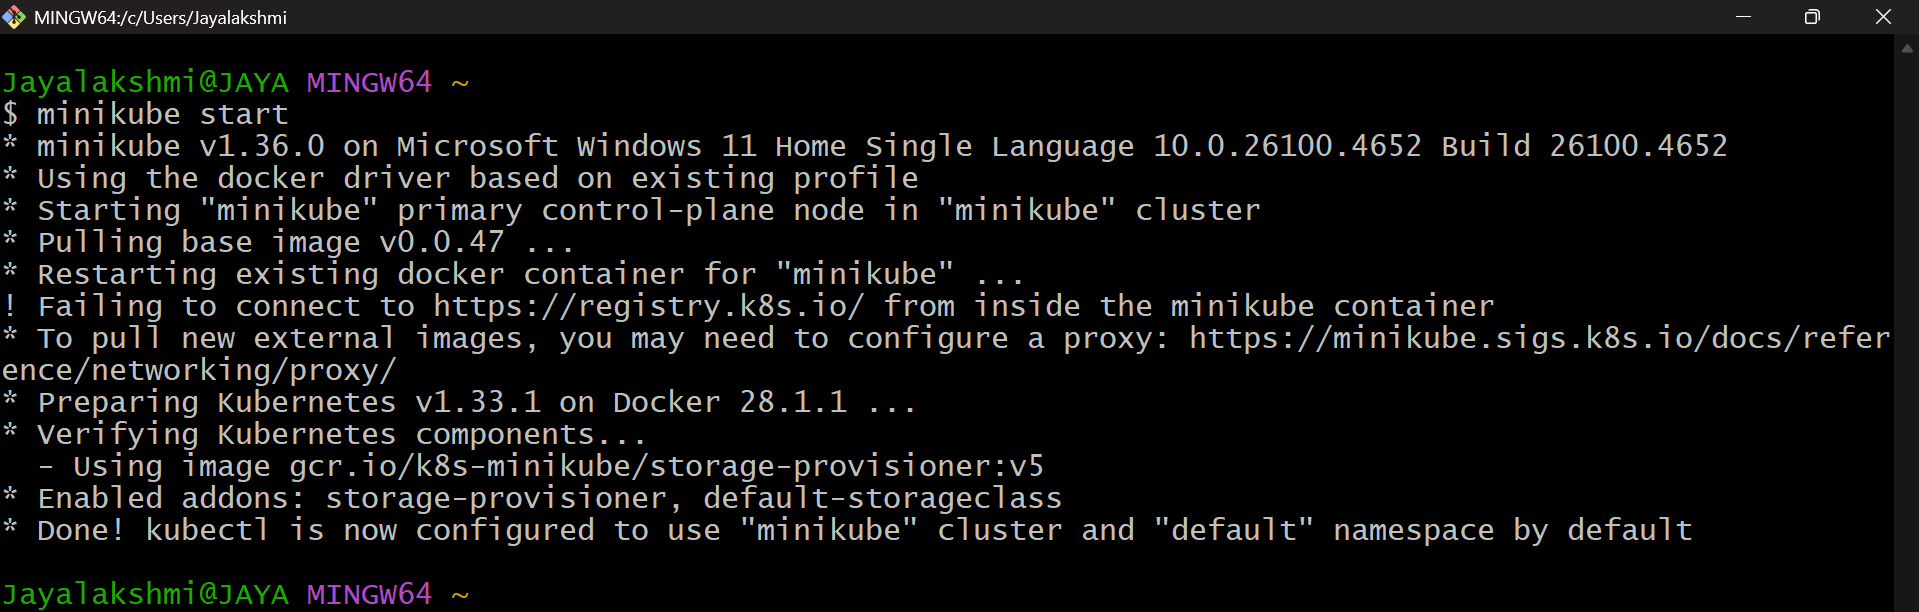 MINGW64:/c/Users/Jayalakshmi
Jayalakshmi@JAYA MINGW64 ~
$ minikube start
* minikube v1.36.0 on Microsoft Windows 11 Home Single Language 10.0.26100.4652 Build 26100.4652
* Using the docker driver based on existing profile
* Starting "minikube" primary control-plane node in "minikube" cluster
* Pulling base image v0.0.47 ...
* Restarting existing docker container for "minikube" ...
! Failing to connect to https://registry.k8s.io/ from inside the minikube container
* To pull new external images, you may need to configure a proxy: https://minikube.sigs.k8s.io/docs/refer
ence/networking/proxy/
* Preparing Kubernetes v1.33.1 on Docker 28.1.1 ...
* Verifying Kubernetes components...
  - Using image gcr.io/k8s-minikube/storage-provisioner:v5
* Enabled addons: storage-provisioner, default-storageclass
* Done! kubectl is now configured to use "minikube" cluster and "default" namespace by default
Jayalakshmi@JAYA MINGW64 ~